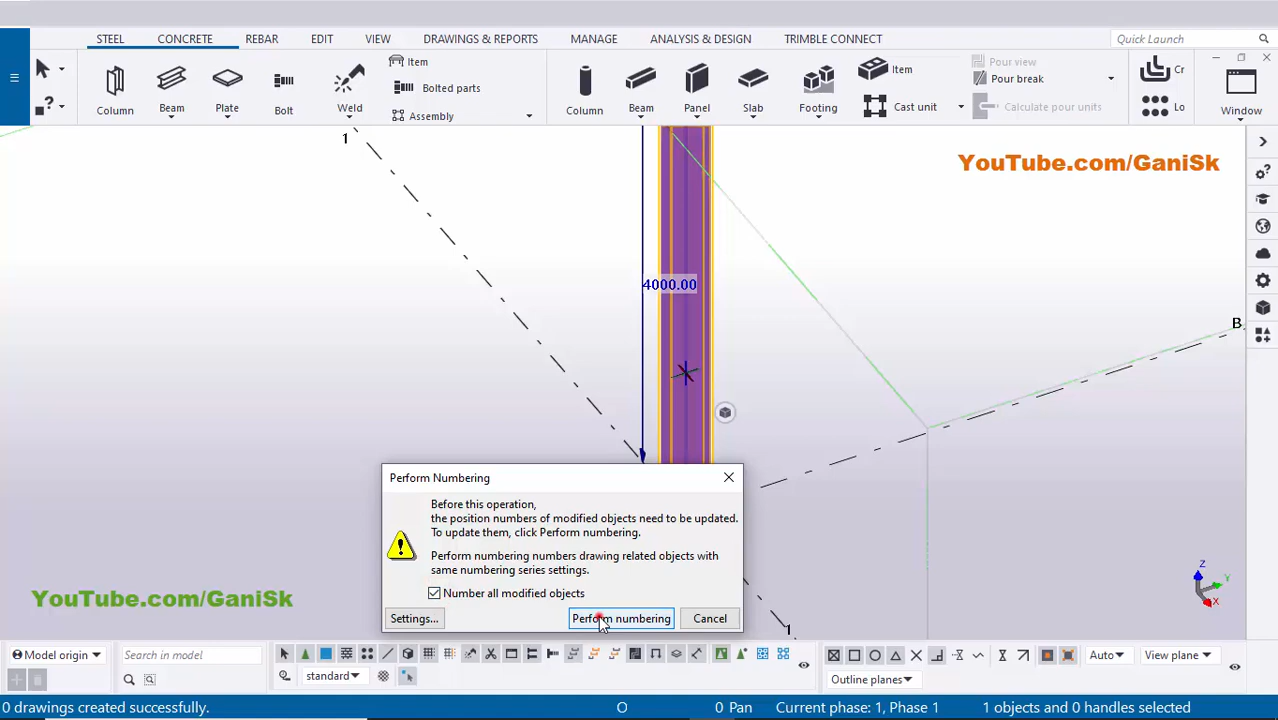 STEEL CONCRETE REBAR EDIT VIEW DRAWINGS & REPORTS MANAGE ANALYSIS & DESIGN TRIMBLE CONNECT Quick Launch
Item Item Pour view
Bolted parts Pour break Cr
Column Beam Plate Bolt Weld Assembly Column Beam Panel Slab Footing Cast unit Calculate pour units Lo Window
1
YouTube.com/GaniSk
4000.00
B
Perform Numbering
Before this operation,
the position numbers of modified objects need to be updated.
To update them, click Perform numbering.
Perform numbering numbers drawing related objects with
same numbering series settings.
Number all modified objects
Settings... Perform numbering Cancel
YouTube.com/GaniSk
1
Z
Y
X
Model origin Search in model Auto View plane
standard Outline planes
0 drawings created successfully. O 0 Pan Current phase: 1, Phase 1 1 objects and 0 handles selected